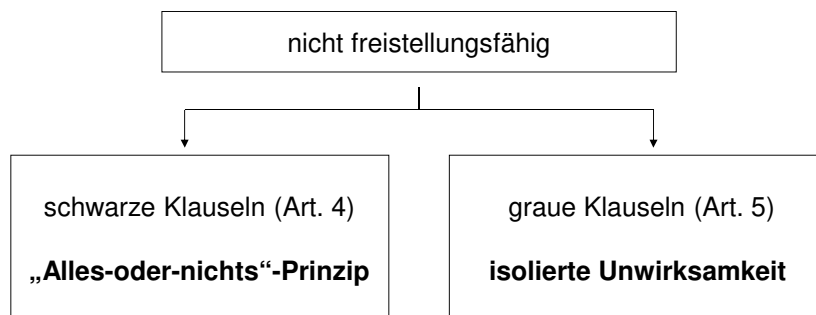 nicht freistellungsfähig
schwarze Klauseln (Art. 4)
„Alles-oder-nichts“-Prinzip
graue Klauseln (Art. 5)
isolierte Unwirksamkeit